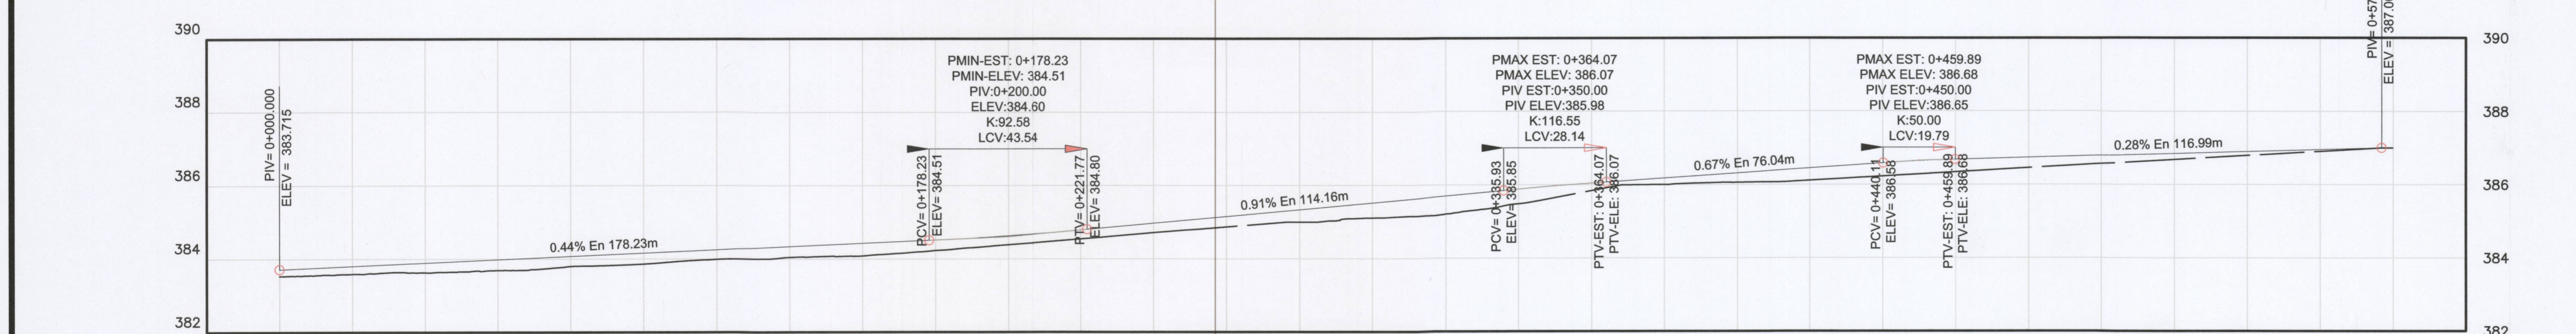 390
388
386
384
382
PIV= 0+000.000
ELEV = 383.715
0.44% En 178.23m
PMIN-EST: 0+178.23
PMIN-ELEV: 384.51
PIV:0+200.00
ELEV:384.60
K:92.58
LCV:43.54
PCV= 0+178.23
ELEV= 384.51
PTV= 0+221.77
ELEV= 384.80
0.91% En 114.16m
PMAX EST: 0+364.07
PMAX ELEV: 386.07
PIV EST:0+350.00
PIV ELEV:385.98
K:116.55
LCV:28.14
PCV= 0+335.93
ELEV= 385.85
PTV-EST: 0+364.07
PTV-ELE: 386.07
0.67% En 76.04m
PMAX EST: 0+459.89
PMAX ELEV: 386.68
PIV EST:0+450.00
PIV ELEV:386.65
K:50.00
LCV:19.79
PCV= 0+440.11
ELEV= 386.58
PTV-EST: 0+459.89
PTV-ELE: 386.68
0.28% En 116.99m
PIV= 0+57
ELEV = 387.0
390
388
386
384
382